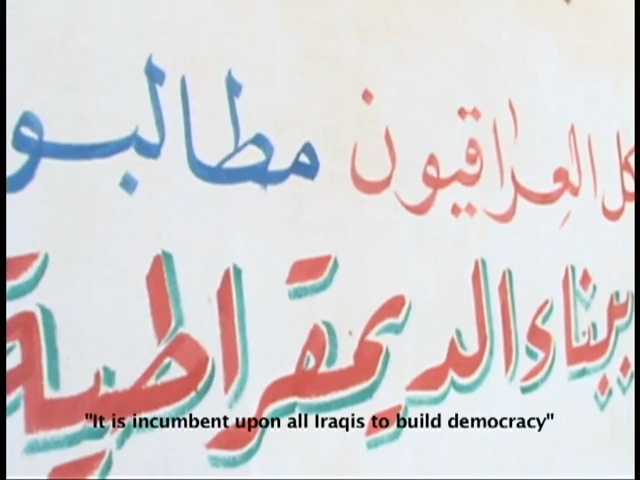 كل العراقيون مطالبو
ببناء الديمقراطية
"It is incumbent upon all Iraqis to build democracy"